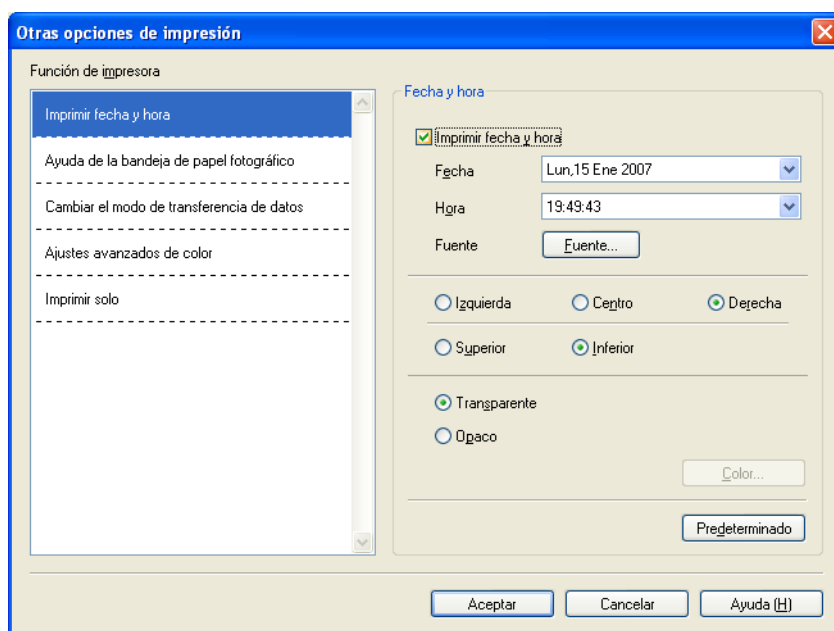 Otras opciones de impresión
Función de impresora
Imprimir fecha y hora
Ayuda de la bandeja de papel fotográfico
Cambiar el modo de transferencia de datos
Ajustes avanzados de color
Imprimir solo
Fecha y hora
Imprimir fecha y hora
Fecha Lun,15 Ene 2007
Hora 19:49:43
Fuente Fuente...
Izquierda Centro Derecha
Superior Inferior
Transparente
Opaco
Color...
Predeterminado
Aceptar Cancelar Ayuda (H)